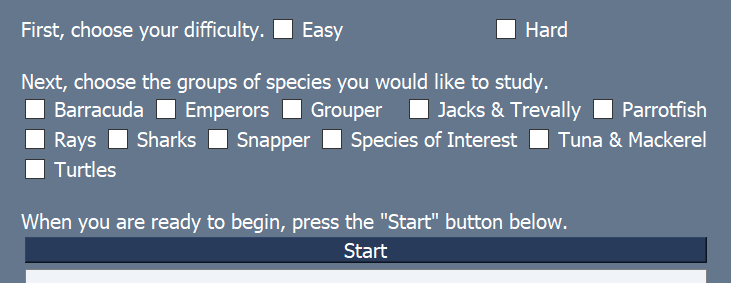 First, choose your difficulty. Easy Hard
Next, choose the groups of species you would like to study.
Barracuda Emperors Grouper Jacks & Trevally Parrotfish
Rays Sharks Snapper Species of Interest Tuna & Mackerel
Turtles
When you are ready to begin, press the "Start" button below.
Start